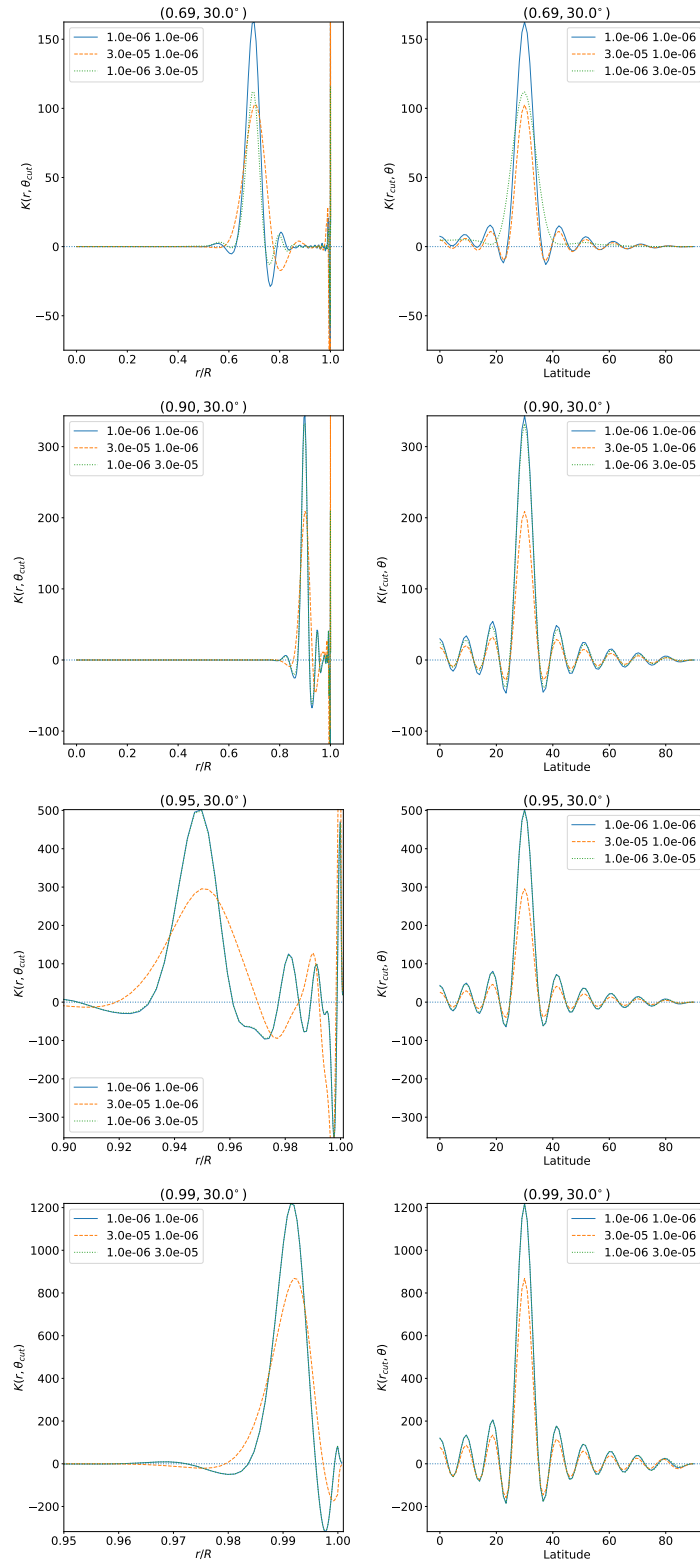 (0.69, 30.0°)
150
100
50
0
−50
K(r, θcut)
1.0e-06 1.0e-06
3.0e-05 1.0e-06
1.0e-06 3.0e-05
0.0 0.2 0.4 0.6 0.8 1.0
r/R
(0.69, 30.0°)
150
100
50
0
−50
K(rcut, θ)
1.0e-06 1.0e-06
3.0e-05 1.0e-06
1.0e-06 3.0e-05
0 20 40 60 80
Latitude
(0.90, 30.0°)
300
200
100
0
−100
K(r, θcut)
1.0e-06 1.0e-06
3.0e-05 1.0e-06
1.0e-06 3.0e-05
0.0 0.2 0.4 0.6 0.8 1.0
r/R
(0.90, 30.0°)
300
200
100
0
−100
K(rcut, θ)
1.0e-06 1.0e-06
3.0e-05 1.0e-06
1.0e-06 3.0e-05
0 20 40 60 80
Latitude
(0.95, 30.0°)
500
400
300
200
100
0
−100
−200
−300
K(r, θcut)
1.0e-06 1.0e-06
3.0e-05 1.0e-06
1.0e-06 3.0e-05
0.90 0.92 0.94 0.96 0.98 1.00
r/R
(0.95, 30.0°)
500
400
300
200
100
0
−100
−200
−300
K(rcut, θ)
1.0e-06 1.0e-06
3.0e-05 1.0e-06
1.0e-06 3.0e-05
0 20 40 60 80
Latitude
(0.99, 30.0°)
1200
1000
800
600
400
200
0
−200
K(r, θcut)
1.0e-06 1.0e-06
3.0e-05 1.0e-06
1.0e-06 3.0e-05
0.95 0.96 0.97 0.98 0.99 1.00
r/R
(0.99, 30.0°)
1200
1000
800
600
400
200
0
−200
K(rcut, θ)
1.0e-06 1.0e-06
3.0e-05 1.0e-06
1.0e-06 3.0e-05
0 20 40 60 80
Latitude